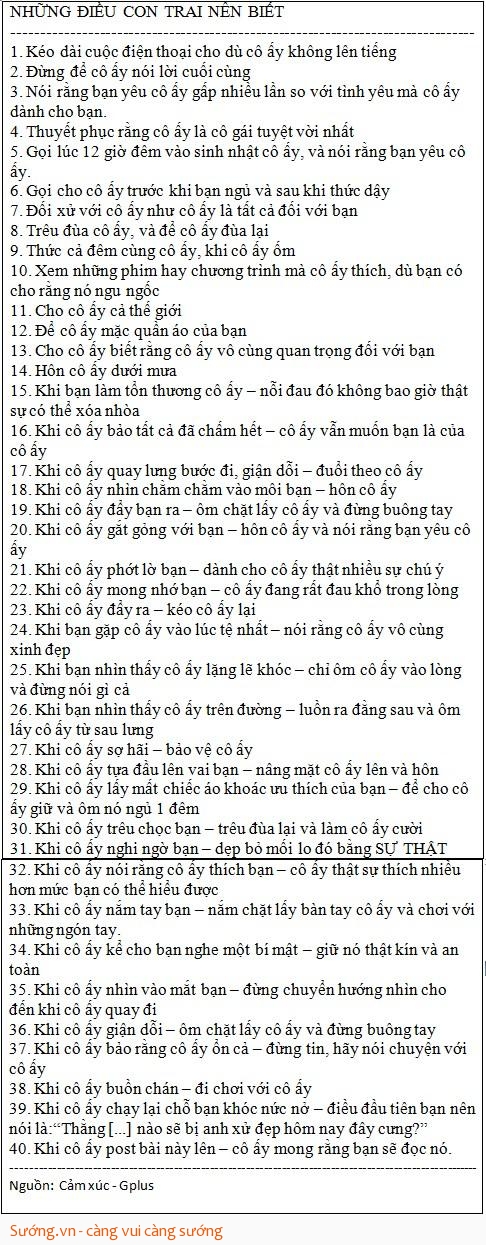 NHỮNG ĐIỀU CON TRAI NÊN BIẾT
--------------------------------------------------------------------------------
1. Kéo dài cuộc điện thoại cho dù cô ấy không lên tiếng
2. Đừng để cô ấy nói lời cuối cùng
3. Nói rằng bạn yêu cô ấy gấp nhiều lần so với tình yêu mà cô ấy
dành cho bạn.
4. Thuyết phục rằng cô ấy là cô gái tuyệt vời nhất
5. Gọi lúc 12 giờ đêm vào sinh nhật cô ấy, và nói rằng bạn yêu cô
ấy.
6. Gọi cho cô ấy trước khi bạn ngủ và sau khi thức dậy
7. Đối xử với cô ấy như cô ấy là tất cả đối với bạn
8. Trêu đùa cô ấy, và để cô ấy đùa lại
9. Thức cả đêm cùng cô ấy, khi cô ấy ốm
10. Xem những phim hay chương trình mà cô ấy thích, dù bạn có
cho rằng nó ngu ngốc
11. Cho cô ấy cả thế giới
12. Để cô ấy mặc quần áo của bạn
13. Cho cô ấy biết rằng cô ấy vô cùng quan trọng đối với bạn
14. Hôn cô ấy dưới mưa
15. Khi bạn làm tổn thương cô ấy – nỗi đau đó không bao giờ thật
sự có thể xóa nhòa
16. Khi cô ấy bảo tất cả đã chấm hết – cô ấy vẫn muốn bạn là của
cô ấy
17. Khi cô ấy quay lưng bước đi, giận dỗi – đuổi theo cô ấy
18. Khi cô ấy nhìn chằm chằm vào môi bạn – hôn cô ấy
19. Khi cô ấy đẩy bạn ra – ôm chặt lấy cô ấy và đừng buông tay
20. Khi cô ấy gắt gỏng với bạn – hôn cô ấy và nói rằng bạn yêu cô
ấy
21. Khi cô ấy phớt lờ bạn – dành cho cô ấy thật nhiều sự chú ý
22. Khi cô ấy mong nhớ bạn – cô ấy đang rất đau khổ trong lòng
23. Khi cô ấy đẩy ra – kéo cô ấy lại
24. Khi bạn gặp cô ấy vào lúc tệ nhất – nói rằng cô ấy vô cùng
xinh đẹp
25. Khi bạn nhìn thấy cô ấy lặng lẽ khóc – chỉ ôm cô ấy vào lòng
và đừng nói gì cả
26. Khi bạn nhìn thấy cô ấy trên đường – luồn ra đằng sau và ôm
lấy cô ấy từ sau lưng
27. Khi cô ấy sợ hãi – bảo vệ cô ấy
28. Khi cô ấy tựa đầu lên vai bạn – nâng mặt cô ấy lên và hôn
29. Khi cô ấy lấy mất chiếc áo khoác ưu thích của bạn – để cho cô
ấy giữ và ôm nó ngủ 1 đêm
30. Khi cô ấy trêu chọc bạn – trêu đùa lại và làm cô ấy cười
31. Khi cô ấy nghi ngờ bạn – dẹp bỏ mối lo đó bằng SỰ THẬT
32. Khi cô ấy nói rằng cô ấy thích bạn – cô ấy thật sự thích nhiều
hơn mức bạn có thể hiểu được
33. Khi cô ấy nắm tay bạn – nắm chặt lấy bàn tay cô ấy và chơi với
những ngón tay.
34. Khi cô ấy kể cho bạn nghe một bí mật – giữ nó thật kín và an
toàn
35. Khi cô ấy nhìn vào mắt bạn – đừng chuyển hướng nhìn cho
đến khi cô ấy quay đi
36. Khi cô ấy giận dỗi – ôm chặt lấy cô ấy và đừng buông tay
37. Khi cô ấy bảo rằng cô ấy ổn cả – đừng tin, hãy nói chuyện với
cô ấy
38. Khi cô ấy buồn chán – đi chơi với cô ấy
39. Khi cô ấy chạy lại chỗ bạn khóc nức nở – điều đầu tiên bạn nên
nói là:“Thằng [...] nào sẽ bị anh xử đẹp hôm nay đây cưng?”
40. Khi cô ấy post bài này lên – cô ấy mong rằng bạn sẽ đọc nó.
--------------------------------------------------------------------------------
Nguồn: Cảm xúc - Gplus
Sướng.vn - càng vui càng sướng